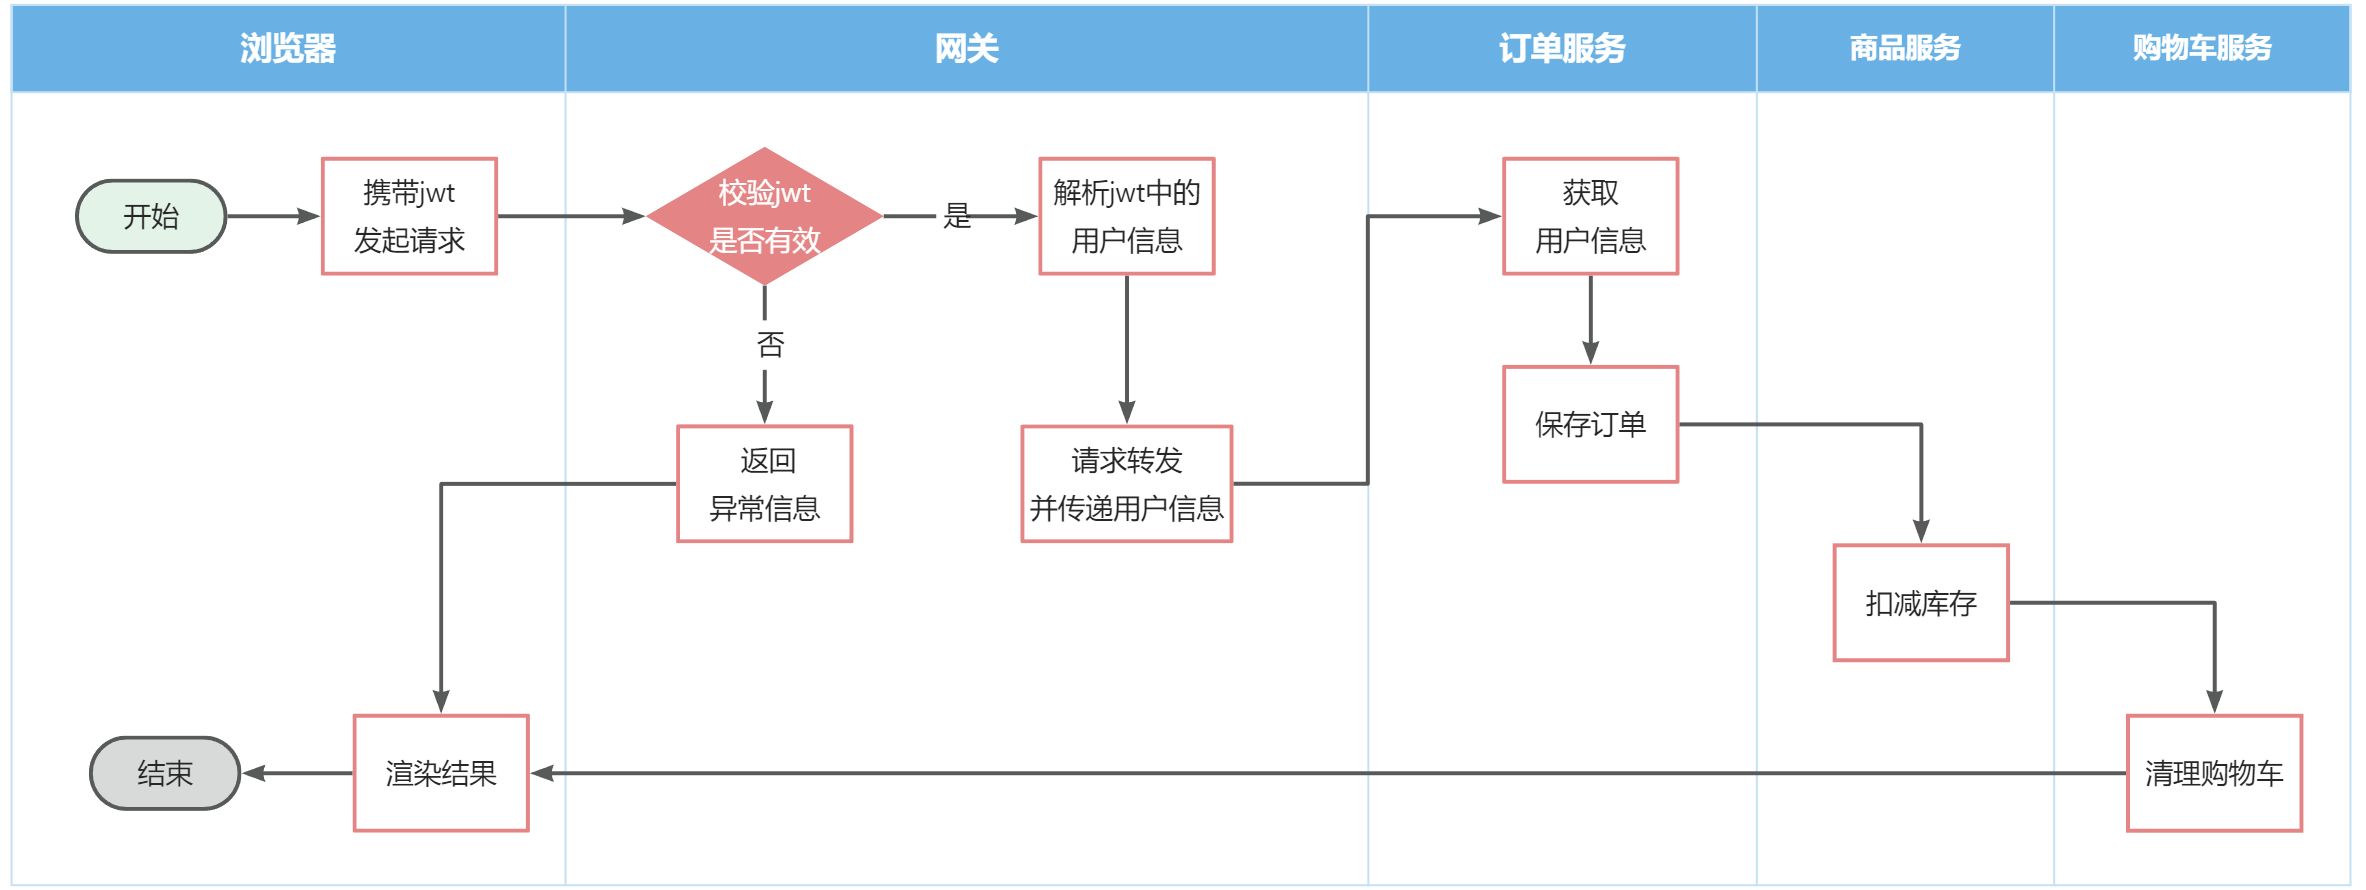 浏览器
网关
订单服务
商品服务
购物车服务
开始
携带jwt
发起请求
校验jwt
是否有效
是
解析jwt中的
用户信息
获取
用户信息
否
返回
异常信息
请求转发
并传递用户信息
保存订单
扣减库存
结束
渲染结果
清理购物车